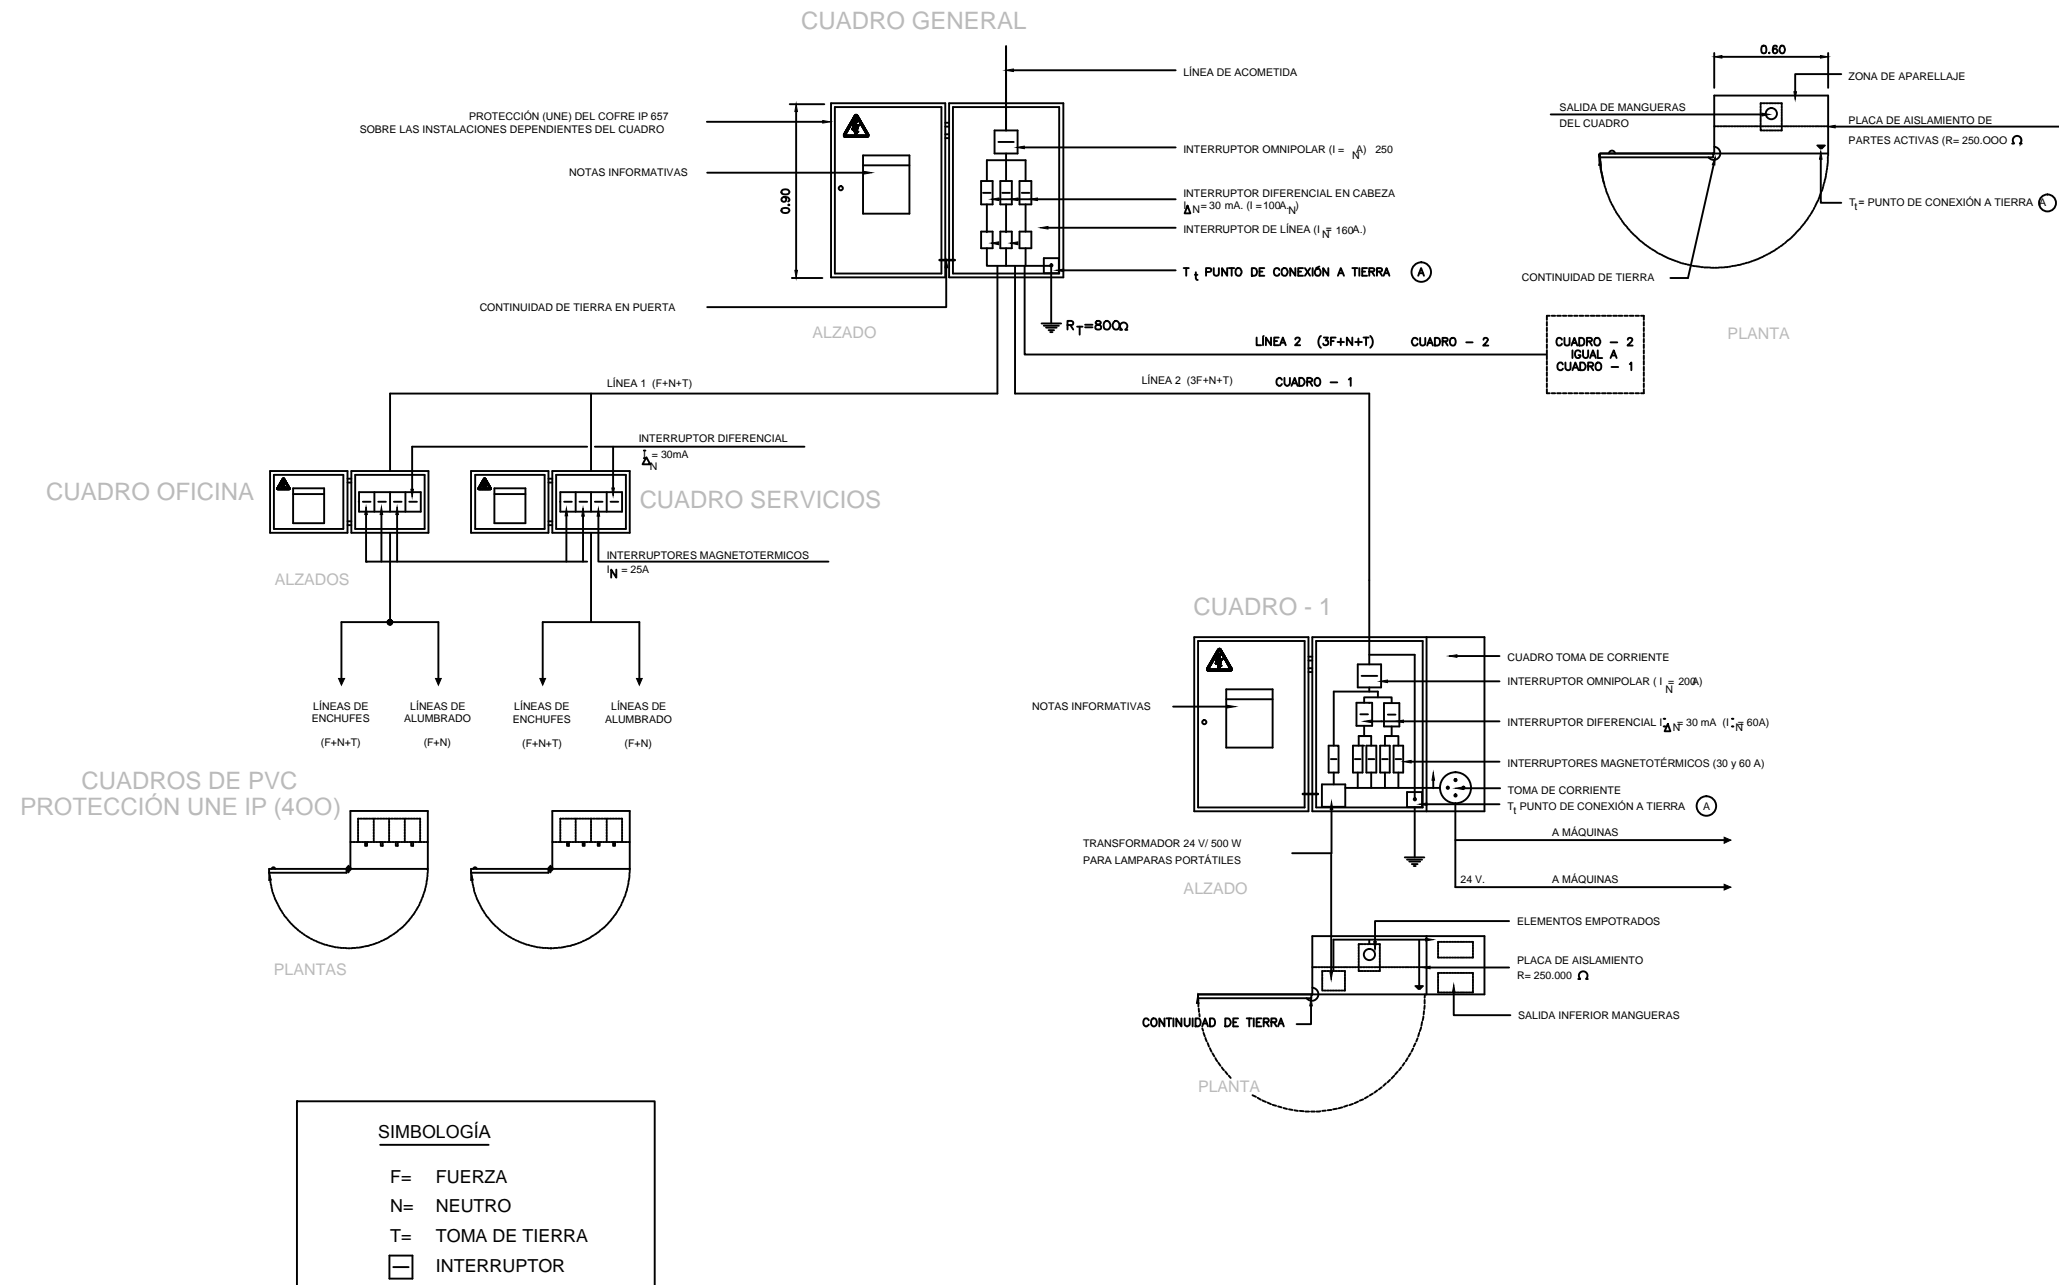 CUADRO GENERAL
LÍNEA DE ACOMETIDA
PROTECCIÓN (UNE) DEL COFRE IP 657
SOBRE LAS INSTALACIONES DEPENDIENTES DEL CUADRO
NOTAS INFORMATIVAS
0.90
INTERRUPTOR OMNIPOLAR (I = N A) 250
INTERRUPTOR DIFERENCIAL EN CABEZA
I ΔN = 30 mA. (I =100A. N)
INTERRUPTOR DE LÍNEA (I N = 160A.)
T t PUNTO DE CONEXIÓN A TIERRA A
CONTINUIDAD DE TIERRA EN PUERTA
ALZADO
R T =800Ω
0.60
ZONA DE APARELLAJE
SALIDA DE MANGUERAS
DEL CUADRO
PLACA DE AISLAMIENTO DE
PARTES ACTIVAS (R= 250.OOO Ω
T t = PUNTO DE CONEXIÓN A TIERRA A
CONTINUIDAD DE TIERRA
PLANTA
LÍNEA 2 (3F+N+T) CUADRO - 2
CUADRO - 2
IGUAL A
CUADRO - 1
LÍNEA 1 (F+N+T)
LÍNEA 2 (3F+N+T) CUADRO - 1
INTERRUPTOR DIFERENCIAL
I ΔN = 30mA
CUADRO OFICINA
CUADRO SERVICIOS
INTERRUPTORES MAGNETOTERMICOS
I N = 25A
ALZADOS
LÍNEAS DE
ENCHUFES
(F+N+T)
LÍNEAS DE
ALUMBRADO
(F+N)
LÍNEAS DE
ENCHUFES
(F+N+T)
LÍNEAS DE
ALUMBRADO
(F+N)
CUADROS DE PVC
PROTECCIÓN UNE IP (4OO)
PLANTAS
CUADRO - 1
CUADRO TOMA DE CORRIENTE
INTERRUPTOR OMNIPOLAR ( I N = 200A)
NOTAS INFORMATIVAS
INTERRUPTOR DIFERENCIAL I ΔN = 30 mA (I N = 60A)
INTERRUPTORES MAGNETOTÉRMICOS (30 y 60 A)
TOMA DE CORRIENTE
T t PUNTO DE CONEXIÓN A TIERRA A
TRANSFORMADOR 24 V/ 500 W
PARA LAMPARAS PORTÁTILES
A MÁQUINAS
24 V. A MÁQUINAS
ALZADO
ELEMENTOS EMPOTRADOS
PLACA DE AISLAMIENTO
R= 250.000 Ω
SALIDA INFERIOR MANGUERAS
CONTINUIDAD DE TIERRA
PLANTA
SIMBOLOGÍA
F= FUERZA
N= NEUTRO
T= TOMA DE TIERRA
INTERRUPTOR